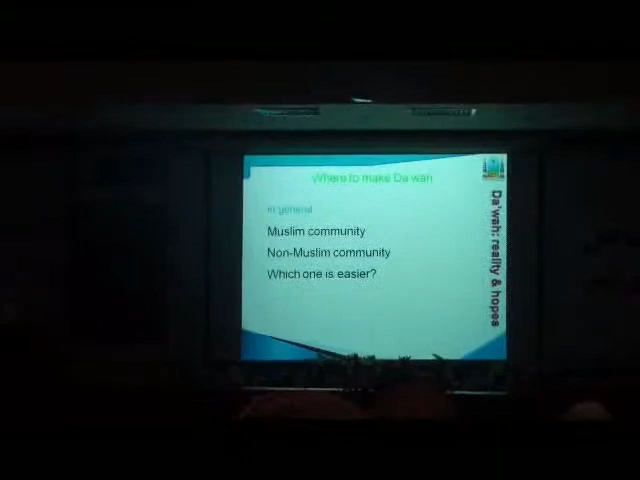 Where to make Da'wah
in general
Muslim community
Non-Muslim community
Which one is easier?
Da'wah: reality & hopes